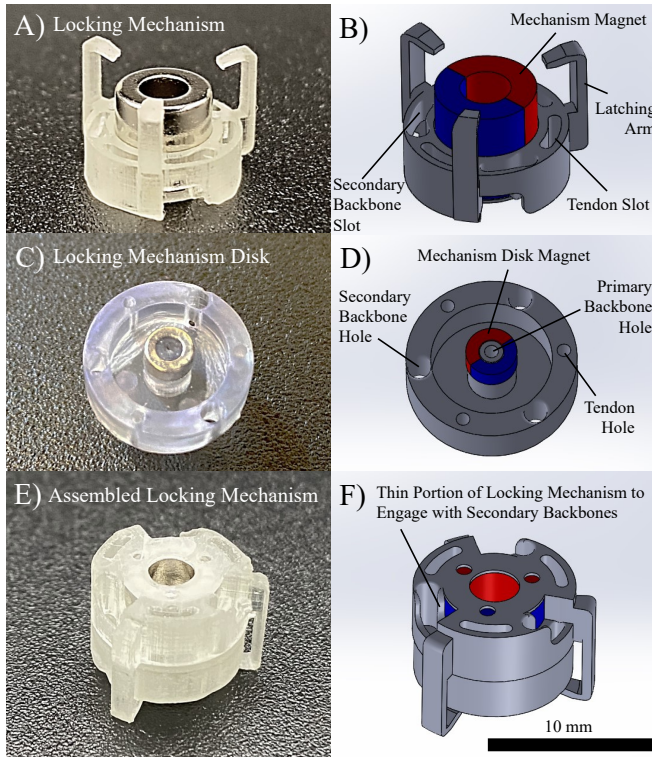 A) Locking Mechanism
B)
Mechanism Magnet
Latching
Arm
Secondary
Backbone
Slot
Tendon Slot
C) Locking Mechanism Disk
D)
Mechanism Disk Magnet
Secondary
Backbone
Hole
Primary
Backbone
Hole
Tendon
Hole
E) Assembled Locking Mechanism
F) Thin Portion of Locking Mechanism to
Engage with Secondary Backbones
10 mm